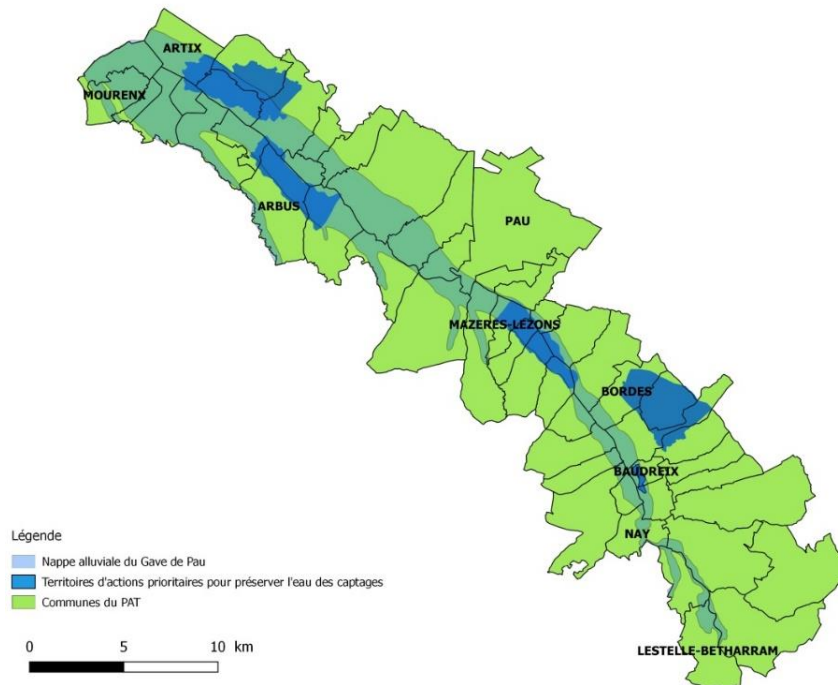 ARTIX
MOURENX
ARBUS
PAU
MAZERES-LEZONS
BORDES
BAUDREIX
NAY
LESTELLE-BETHARRAM
Légende
Nappe alluviale du Gave de Pau
Territoires d'actions prioritaires pour préserver l'eau des captages
Communes du PAT
0 5 10 km